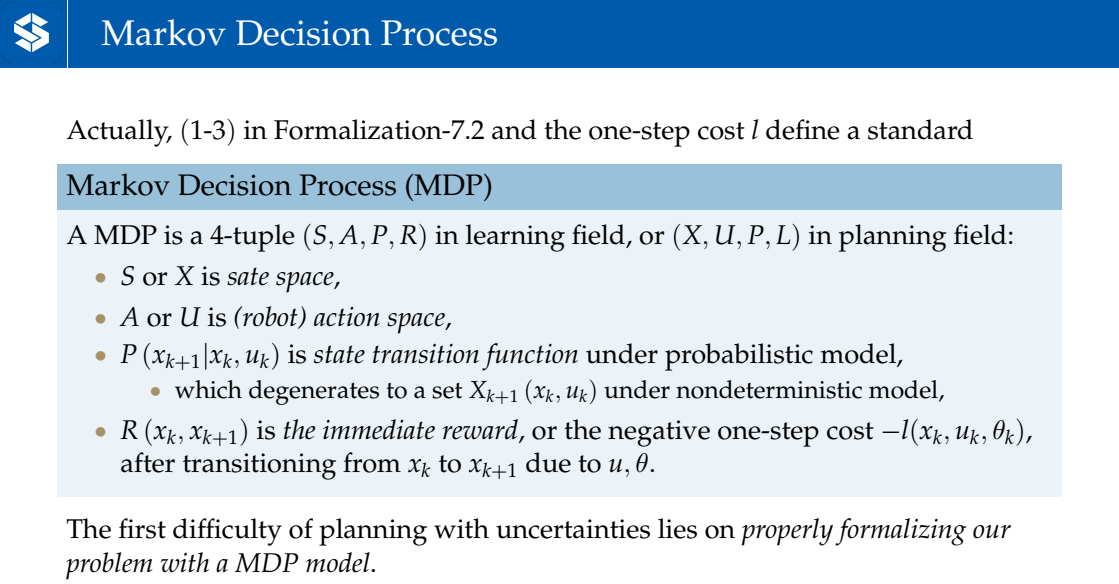 Markov Decision Process
Actually, (1-3) in Formalization-7.2 and the one-step cost l define a standard
Markov Decision Process (MDP)
A MDP is a 4-tuple (S, A, P, R) in learning field, or (X, U, P, L) in planning field:
• S or X is sate space,
• A or U is (robot) action space,
• P (x_{k+1}|x_k, u_k) is state transition function under probabilistic model,
• which degenerates to a set X_{k+1} (x_k, u_k) under nondeterministic model,
• R (x_k, x_{k+1}) is the immediate reward, or the negative one-step cost −l(x_k, u_k, θ_k),
after transitioning from x_k to x_{k+1} due to u, θ.
The first difficulty of planning with uncertainties lies on properly formalizing our
problem with a MDP model.